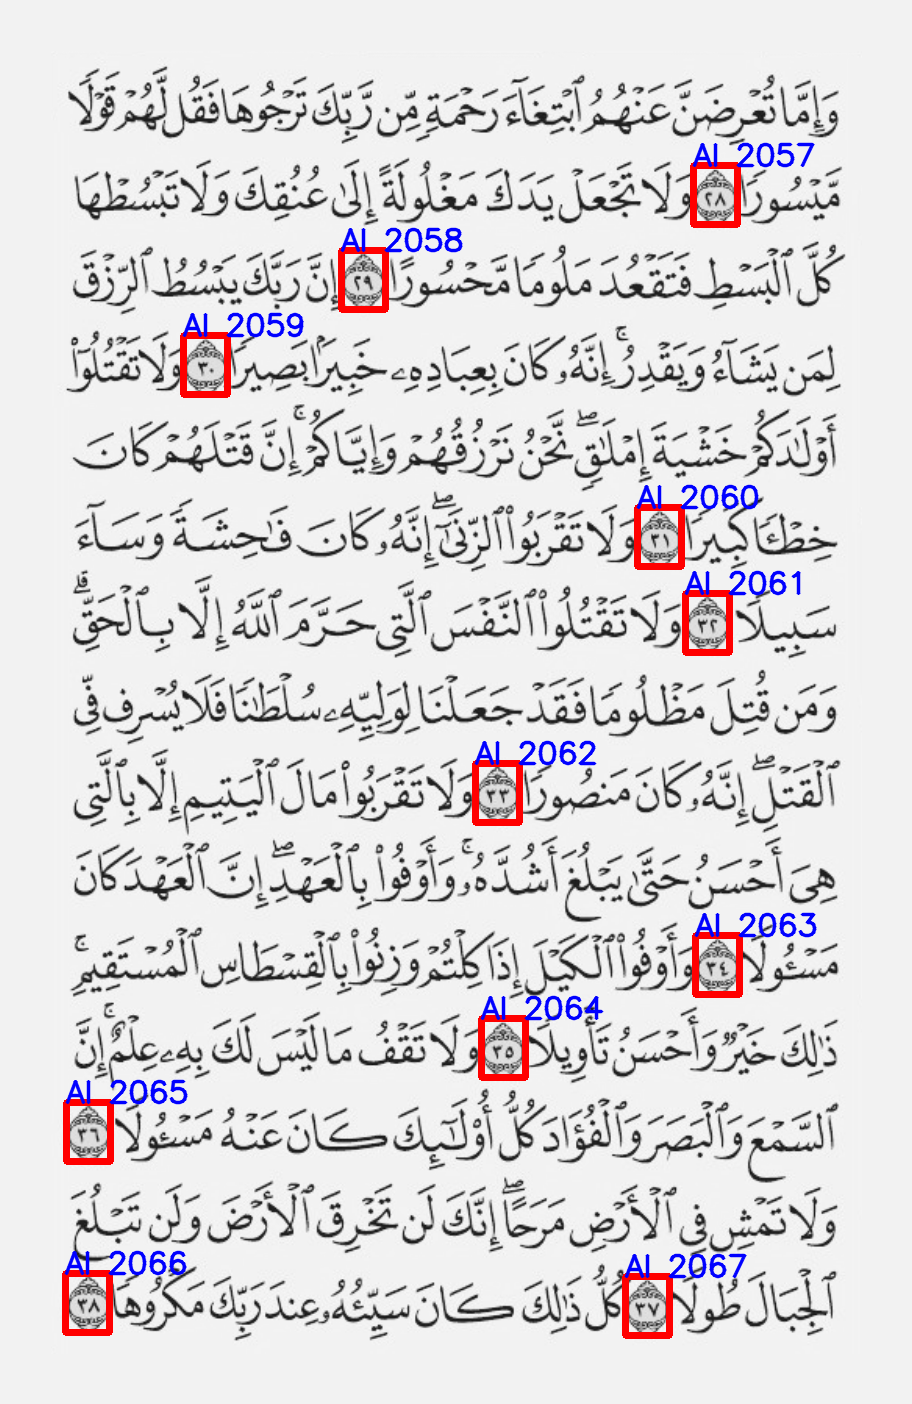 وَإِمَّا تُعْرِضَنَّ عَنْهُمُ ٱبْتِغَآءَ رَحْمَةٍ مِّن رَّبِّكَ تَرْجُوهَا فَقُل لَّهُمْ قَوْلًا
AI 2057
مَّيْسُورًا ٢٨ وَلَا تَجْعَلْ يَدَكَ مَغْلُولَةً إِلَىٰ عُنُقِكَ وَلَا تَبْسُطْهَا
AI 2058
كُلَّ ٱلْبَسْطِ فَتَقْعُدَ مَلُومًا مَّحْسُورًا ٢٩ إِنَّ رَبَّكَ يَبْسُطُ ٱلرِّزْقَ
AI 2059
لِمَن يَشَآءُ وَيَقْدِرُ ۚ إِنَّهُۥ كَانَ بِعِبَادِهِۦ خَبِيرًۢا بَصِيرًا ٣٠ وَلَا تَقْتُلُوٓا۟
أَوْلَـٰدَكُمْ خَشْيَةَ إِمْلَـٰقٍ ۖ نَّحْنُ نَرْزُقُهُمْ وَإِيَّاكُمْ ۚ إِنَّ قَتْلَهُمْ كَانَ
AI 2060
خِطْـًٔا كَبِيرًا ٣١ وَلَا تَقْرَبُوا۟ ٱلزِّنَىٰٓ ۖ إِنَّهُۥ كَانَ فَـٰحِشَةً وَسَآءَ
AI 2061
سَبِيلًا ٣٢ وَلَا تَقْتُلُوا۟ ٱلنَّفْسَ ٱلَّتِى حَرَّمَ ٱللَّهُ إِلَّا بِٱلْحَقِّ ۗ
وَمَن قُتِلَ مَظْلُومًا فَقَدْ جَعَلْنَا لِوَلِيِّهِۦ سُلْطَـٰنًا فَلَا يُسْرِف فِّى
AI 2062
ٱلْقَتْلِ ۖ إِنَّهُۥ كَانَ مَنصُورًا ٣٣ وَلَا تَقْرَبُوا۟ مَالَ ٱلْيَتِيمِ إِلَّا بِٱلَّتِى
هِىَ أَحْسَنُ حَتَّىٰ يَبْلُغَ أَشُدَّهُۥ ۚ وَأَوْفُوا۟ بِٱلْعَهْدِ ۖ إِنَّ ٱلْعَهْدَ كَانَ
AI 2063
مَسْـُٔولًا ٣٤ وَأَوْفُوا۟ ٱلْكَيْلَ إِذَا كِلْتُمْ وَزِنُوا۟ بِٱلْقِسْطَاسِ ٱلْمُسْتَقِيمِ ۚ
AI 2064
ذَٰلِكَ خَيْرٌ وَأَحْسَنُ تَأْوِيلًا ٣٥ وَلَا تَقْفُ مَا لَيْسَ لَكَ بِهِۦ عِلْمٌ ۚ إِنَّ
AI 2065
ٱلسَّمْعَ وَٱلْبَصَرَ وَٱلْفُؤَادَ كُلُّ أُو۟لَـٰٓئِكَ كَانَ عَنْهُ مَسْـُٔولًا ٣٦
وَلَا تَمْشِ فِى ٱلْأَرْضِ مَرَحًا ۖ إِنَّكَ لَن تَخْرِقَ ٱلْأَرْضَ وَلَن تَبْلُغَ
AI 2067 AI 2066
ٱلْجِبَالَ طُولًا ٣٧ كُلُّ ذَٰلِكَ كَانَ سَيِّئُهُۥ عِندَ رَبِّكَ مَكْرُوهًا ٣٨